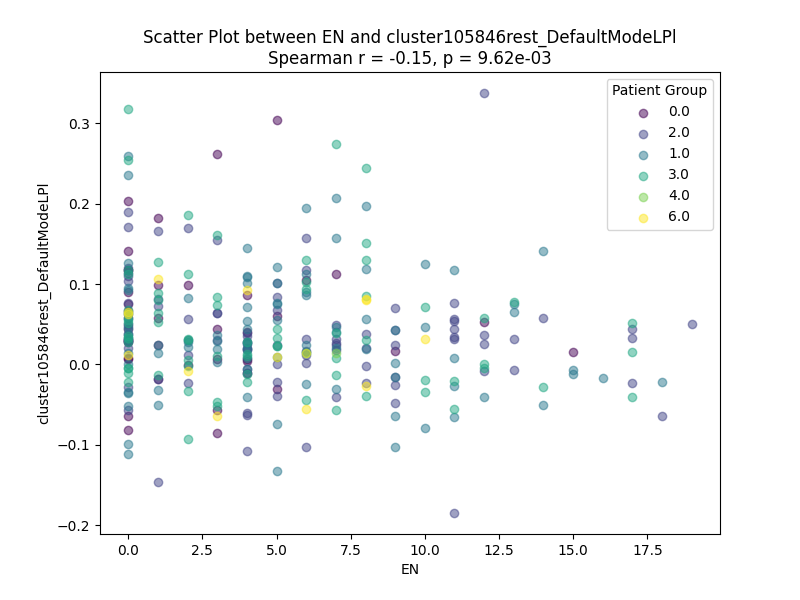 Scatter Plot between EN and cluster105846rest_DefaultModeLPl
Spearman r = -0.15, p = 9.62e-03
Patient Group
0.0
2.0
1.0
3.0
4.0
6.0
cluster105846rest_DefaultModeLPl
0.3
0.2
0.1
0.0
−0.1
−0.2
0.0 2.5 5.0 7.5 10.0 12.5 15.0 17.5
EN